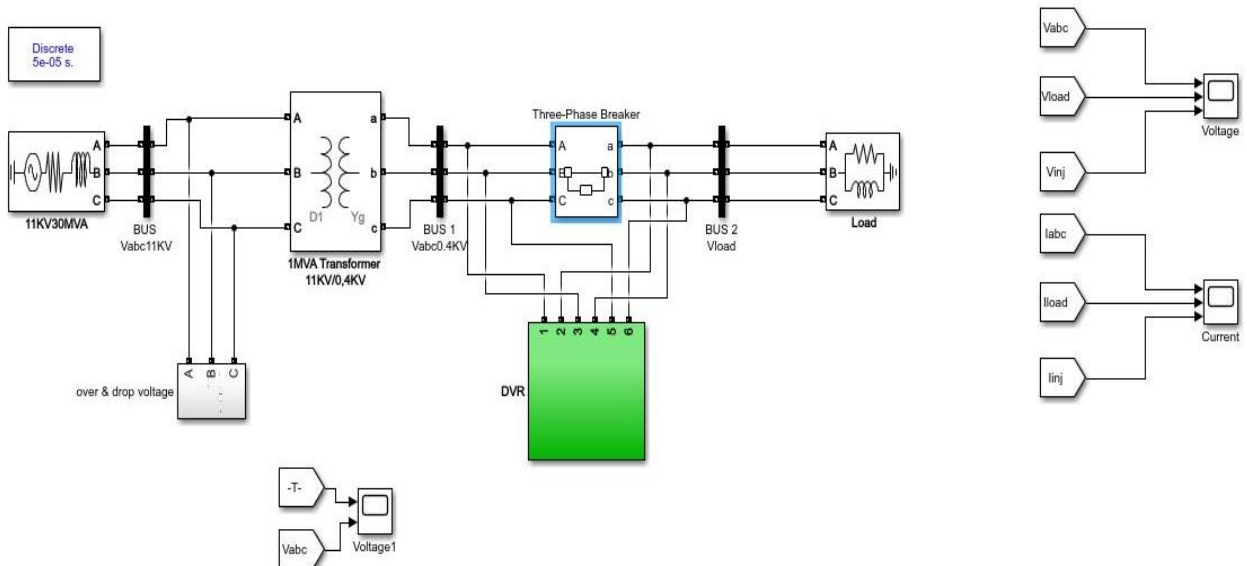 Discrete
5e-05 s.
A
B
C
11KV30MVA
BUS
Vabc11KV
A
B
C
a
b
c
D1
Yg
1MVA Transformer
11KV/0,4KV
BUS 1
Vabc0.4KV
Three-Phase Breaker
A
B
C
a
b
c
BUS 2
Vload
A
B
C
Load
over & drop voltage
A
B
C
DVR
1
2
3
4
5
6
-T-
Vabc
Voltage1
Vabc
Vload
Vinj
Voltage
Iabc
Iload
Iinj
Current